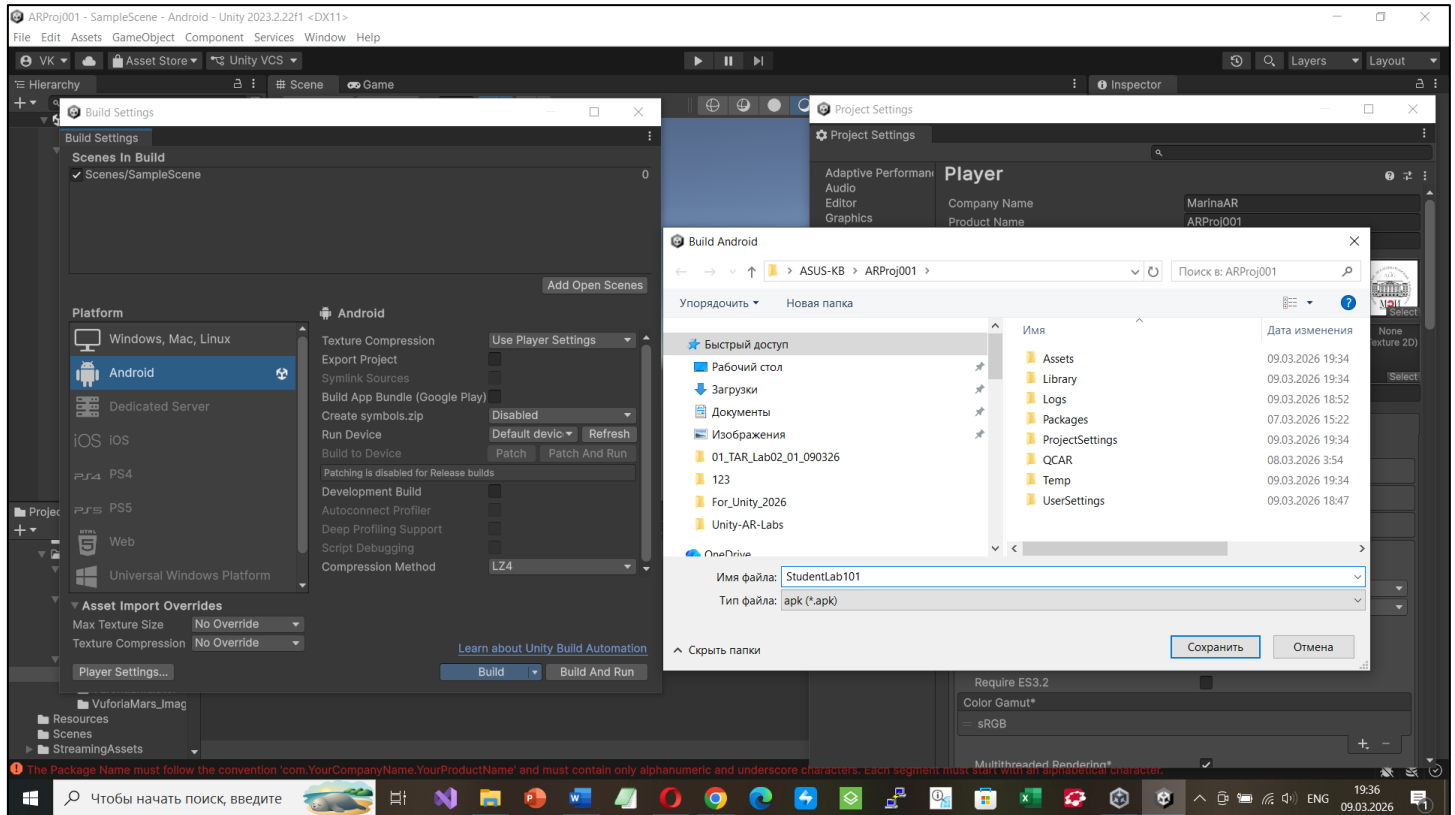 ARProj001 - SampleScene - Android - Unity 2023.2.22f1 <DX11>
File Edit Assets GameObject Component Services Window Help
VK Asset Store Unity VCS Layers Layout
Hierarchy Scene Game Inspector
Build Settings
Build Settings
Scenes In Build
Scenes/SampleScene 0
Add Open Scenes
Platform
Windows, Mac, Linux
Android
Dedicated Server
iOS iOS
PS4 PS4
PS5 PS5
HTML 5 Web
Universal Windows Platform
Android
Texture Compression Use Player Settings
Export Project
Symlink Sources
Build App Bundle (Google Play)
Create symbols.zip Disabled
Run Device Default devic Refresh
Build to Device Patch Patch And Run
Patching is disabled for Release builds
Development Build
Autoconnect Profiler
Deep Profiling Support
Script Debugging
Compression Method LZ4
Asset Import Overrides
Max Texture Size No Override
Texture Compression No Override
Learn about Unity Build Automation
Player Settings... Build Build And Run
Projec
VuforiaMars_Imag
Resources
Scenes
StreamingAssets
Project Settings
Project Settings
Adaptive Performan
Audio
Editor
Graphics
Player
Company Name MarinaAR
Product Name ARProj001
МЭИ
Select
None
exture 2D)
Select
Build Android
ASUS-KB > ARProj001 >
Поиск в: ARProj001
Упорядочить Новая папка
Быстрый доступ
Рабочий стол
Загрузки
Документы
Изображения
01_TAR_Lab02_01_090326
123
For_Unity_2026
Unity-AR-Labs
OneDrive
Имя Дата изменения
Assets 09.03.2026 19:34
Library 09.03.2026 19:34
Logs 09.03.2026 18:52
Packages 07.03.2026 15:22
ProjectSettings 09.03.2026 19:34
QCAR 08.03.2026 3:54
Temp 09.03.2026 19:34
UserSettings 09.03.2026 18:47
Имя файла: StudentLab101
Тип файла: apk (*.apk)
Скрыть папки Сохранить Отмена
Require ES3.2
Color Gamut*
sRGB
Multithreaded Rendering*
The Package Name must follow the convention 'com.YourCompanyName.YourProductName' and must contain only alphanumeric and underscore characters. Each segment must start with an alphabetical character.
Чтобы начать поиск, введите
ENG 19:36
09.03.2026
1